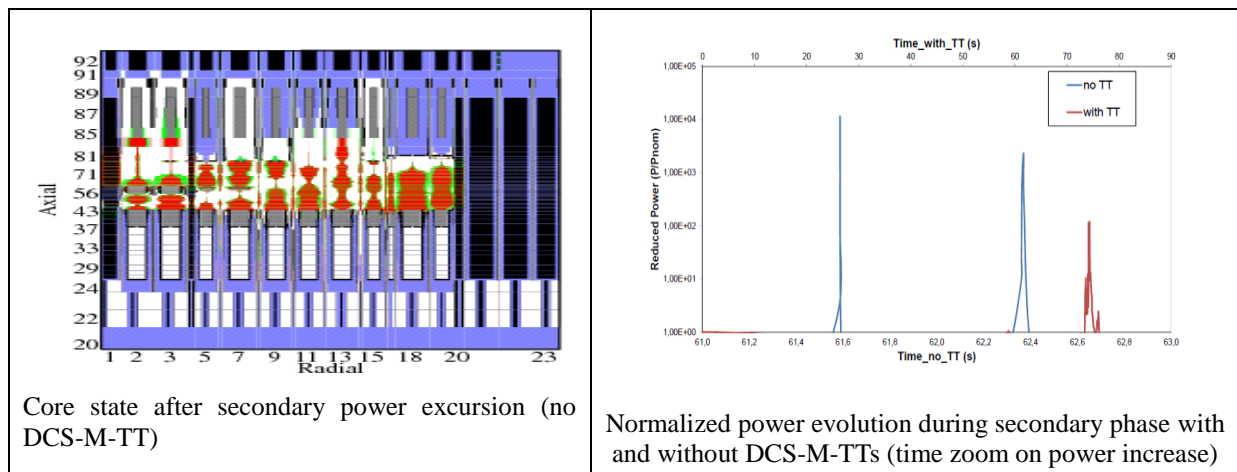 92
91
89
87
85
81
71
56
43
37
33
29
24
22
20
Axial
1 2 3 5 7 9 11 13 15 18 20 23
Radial
Core state after secondary power excursion (no
DCS-M-TT)
Time_with_TT (s)
0 10 20 30 40 50 60 70 80 90
1,00E+05
1,00E+04
1,00E+03
1,00E+02
1,00E+01
1,00E+00
Reduced Power (P/Pnom)
no TT
with TT
61,0 61,2 61,4 61,6 61,8 62,0 62,2 62,4 62,6 62,8 63,0
Time_no_TT (s)
Normalized power evolution during secondary phase with
and without DCS-M-TTs (time zoom on power increase)